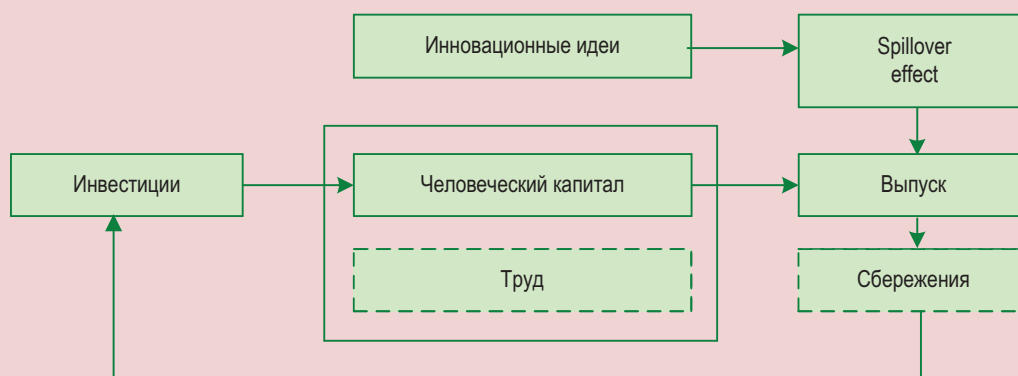 Инновационные идеи
Spillover
effect
Инвестиции
Человеческий капитал
Выпуск
Труд
Сбережения